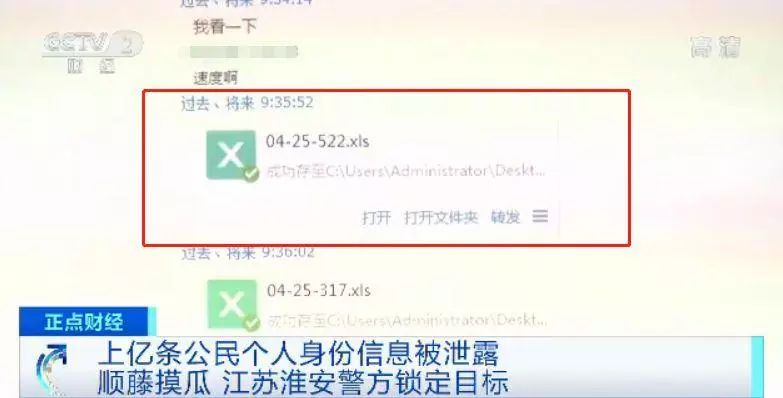 CCTV 2
财经
高清
过去、将来 9:34:14
我看一下
速度啊
过去、将来 9:35:52
04-25-522.xls
成功存至C:\Users\Administrator\Deskt...
打开 打开文件夹 转发
过去、将来 9:36:02
04-25-317.xls
成功存至C:\Users\Administrator\Deskt...
正点财经
上亿条公民个人身份信息被泄露
顺藤摸瓜 江苏淮安警方锁定目标